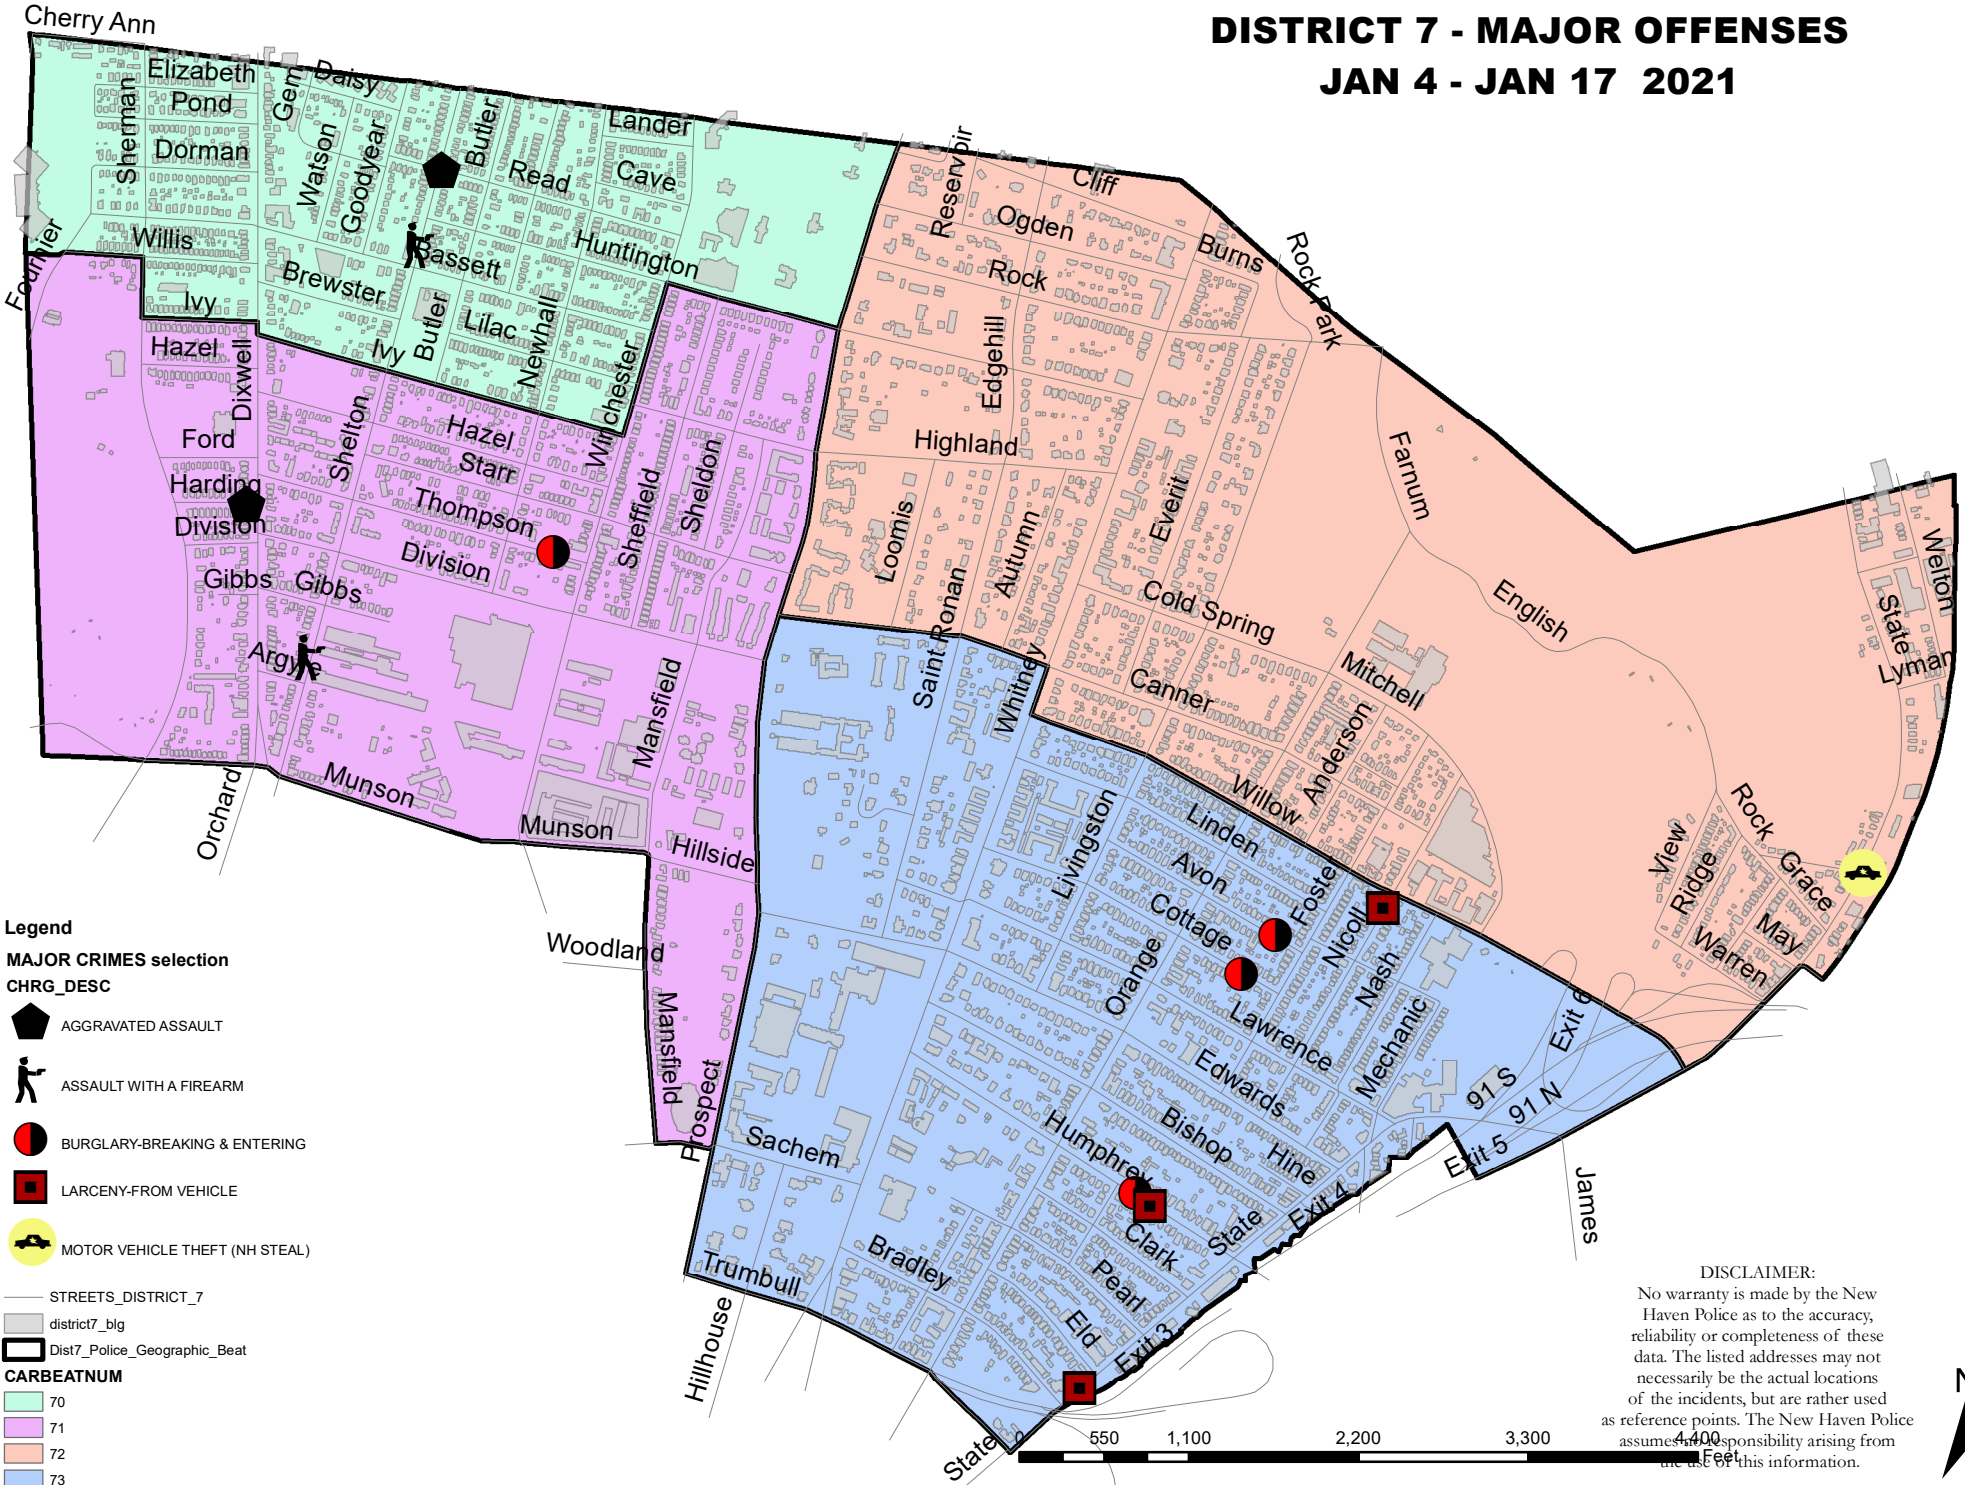 DISTRICT 7 - MAJOR OFFENSES
JAN 4 - JAN 17 2021
Cherry Ann
Elizabeth
Pond
Dorman
Sherman
Gem
Daisy
Watson
Goodyear
Butler
Read
Lander
Cave
Huntington
Willis
Fournier
Brewster
Bassett
Ivy
Ivy
Butler
Lilac
Newhall
Winchester
Reservoir
Cliff
Ogden
Rock
Burns
Rock Park
Edgehill
Highland
Hazel
Dixwell
Ford
Harding
Division
Shelton
Hazel
Starr
Thompson
Division
Sheffield
Sheldon
Gibbs
Gibbs
Argyle
Loomis
Autumn
Everit
Farnum
English
Cold Spring
Saint Ronan
Whitney
Canner
Mitchell
Anderson
Willow
Welton
State
Lyman
Mansfield
Orchard
Munson
Munson
Hillside
Woodland
Mansfield
Prospect
Livingston
Linden
Avon
Cottage
Foster
Nicoll
Nash
Orange
Lawrence
Mechanic
Edwards
View
Ridge
Rock
Grace
May
Warren
Exit 6
91 S
91 N
Exit 5
James
Sachem
Humphrey
Bishop
Hine
Exit 4
State
Clark
Pearl
Eld
Exit 3
Bradley
Trumbull
Hillhouse
State
Legend
MAJOR CRIMES selection
CHRG_DESC
AGGRAVATED ASSAULT
ASSAULT WITH A FIREARM
BURGLARY-BREAKING & ENTERING
LARCENY-FROM VEHICLE
MOTOR VEHICLE THEFT (NH STEAL)
STREETS_DISTRICT_7
district7_blg
Dist7_Police_Geographic_Beat
CARBEATNUM
70
71
72
73
DISCLAIMER:
No warranty is made by the New
Haven Police as to the accuracy,
reliability or completeness of these
data. The listed addresses may not
necessarily be the actual locations
of the incidents, but are rather used
as reference points. The New Haven Police
assumes no responsibility arising from
the use of this information.
0 550 1,100 2,200 3,300 4,400
Feet
N